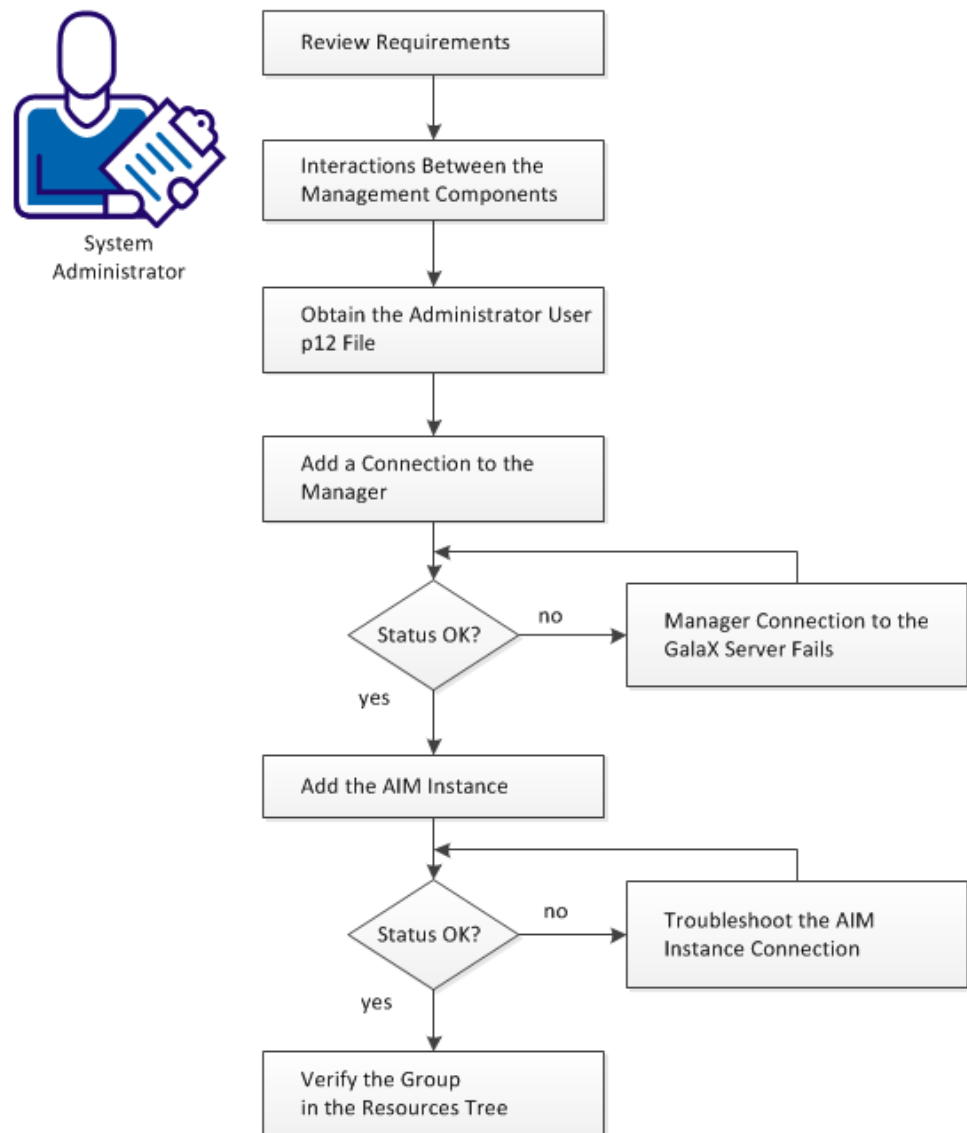 Review Requirements
System
Administrator
Interactions Between the
Management Components
Obtain the Administrator User
p12 File
Add a Connection to the
Manager
Status OK?
no
Manager Connection to the
GalaX Server Fails
yes
Add the AIM Instance
Status OK?
no
Troubleshoot the AIM
Instance Connection
yes
Verify the Group
in the Resources Tree